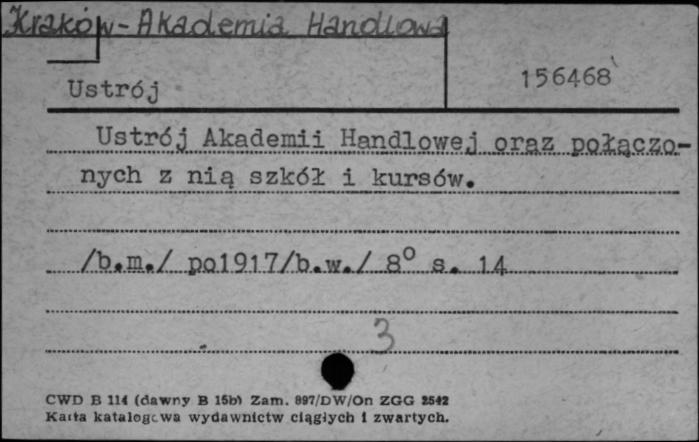 Kraków-Akademia Handlowa
Ustrój
156468
Ustrój Akademii Handlowej oraz połączo-
nych z nią szkół i kursów.
/b.m./ po1917/b.w./ 8° s. 14
3
CWD B 114 (dawny B 15b) Zam. 897/DW/On ZGG 2542
Karta katalogowa wydawnictw ciągłych i zwartych.